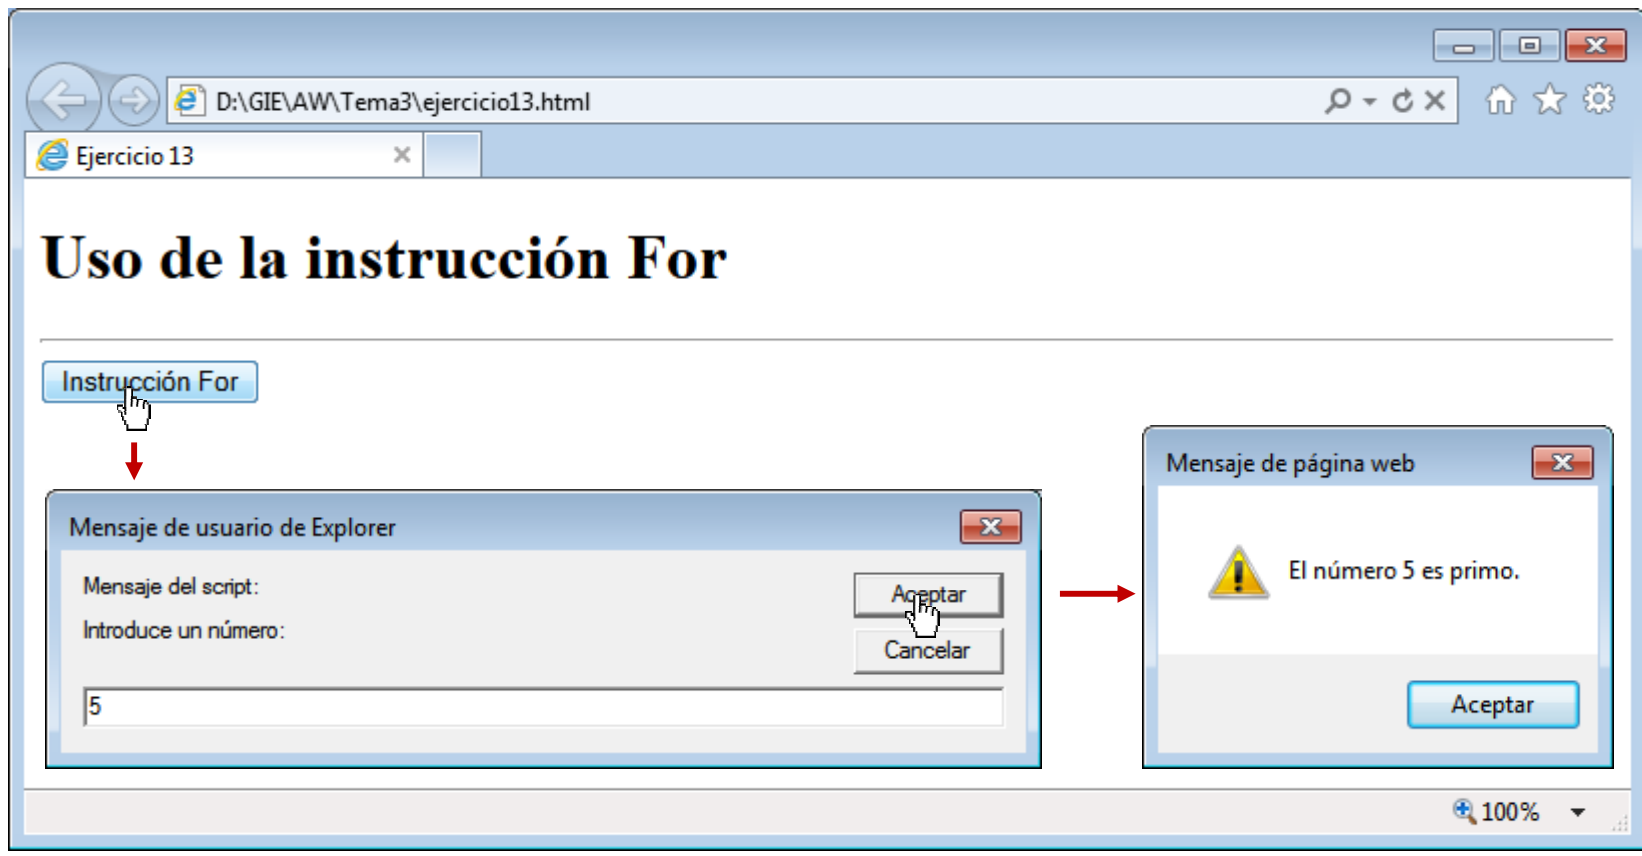 D:\GIE\AW\Tema3\ejercicio13.html
Ejercicio 13
Uso de la instrucción For
Instrucción For
Mensaje de usuario de Explorer
Mensaje del script:
Introduce un número:
Aceptar
Cancelar
5
Mensaje de página web
El número 5 es primo.
Aceptar
100%